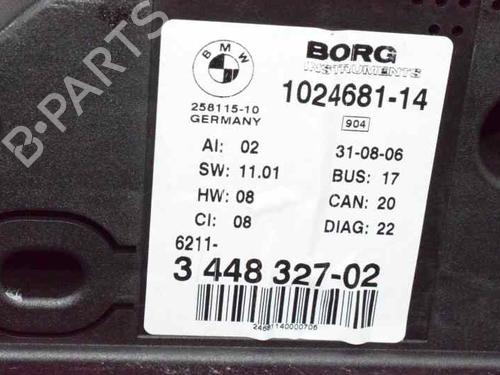 B-PARTS
BMW
BORG
INSTRUMENTS
258115-10
GERMANY
1024681-14
904
AI: 02
31-08-06
SW: 11.01
BUS: 17
HW: 08
CAN: 20
CI: 08
DIAG: 22
6211-
3 448 327-02
24681140000706